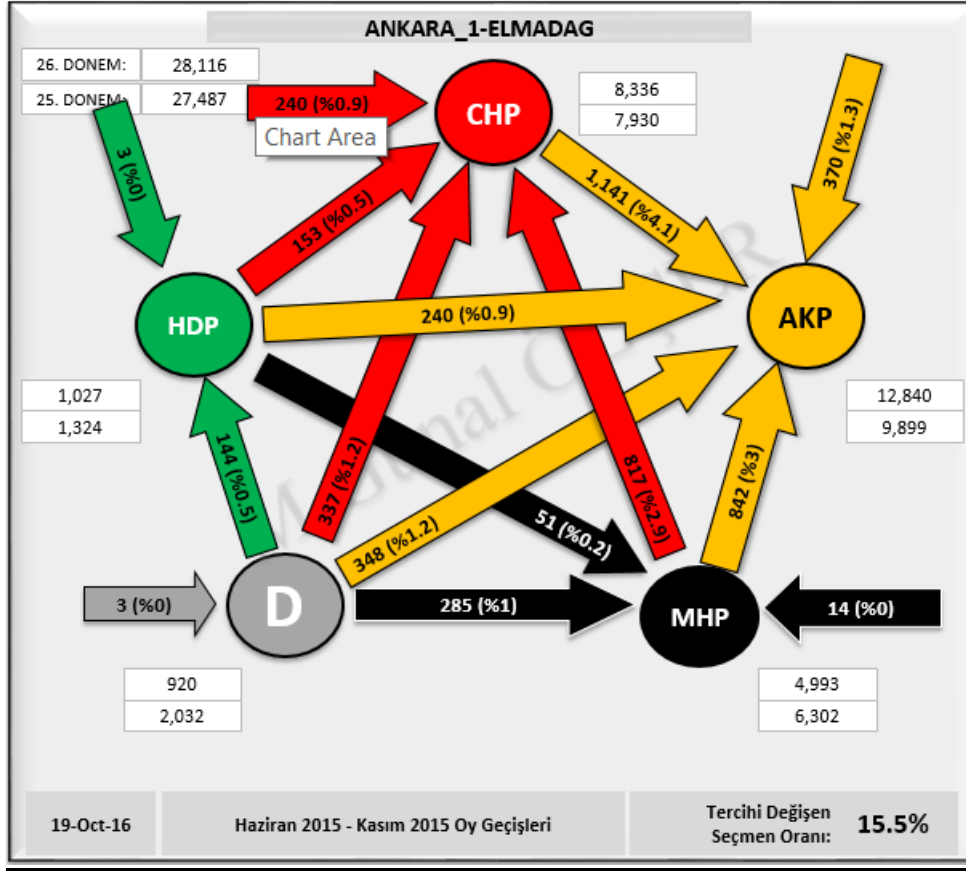 ANKARA_1-ELMADAG
26. DONEM: 28,116
25. DONEM: 27,487
240 (%0.9)
Chart Area
CHP
8,336
7,930
370 (%1.3)
3 (%0)
153 (%0.5)
1,141 (%4.1)
HDP
240 (%0.9)
AKP
1,027
1,324
12,840
9,899
144 (%0.5)
337 (%1.2)
348 (%1.2)
51 (%0.2)
817 (%2.9)
842 (%3)
3 (%0)
D
285 (%1)
MHP
14 (%0)
920
2,032
4,993
6,302
19-Oct-16
Haziran 2015 - Kasım 2015 Oy Geçişleri
Tercihi Değişen
Seçmen Oranı:
15.5%